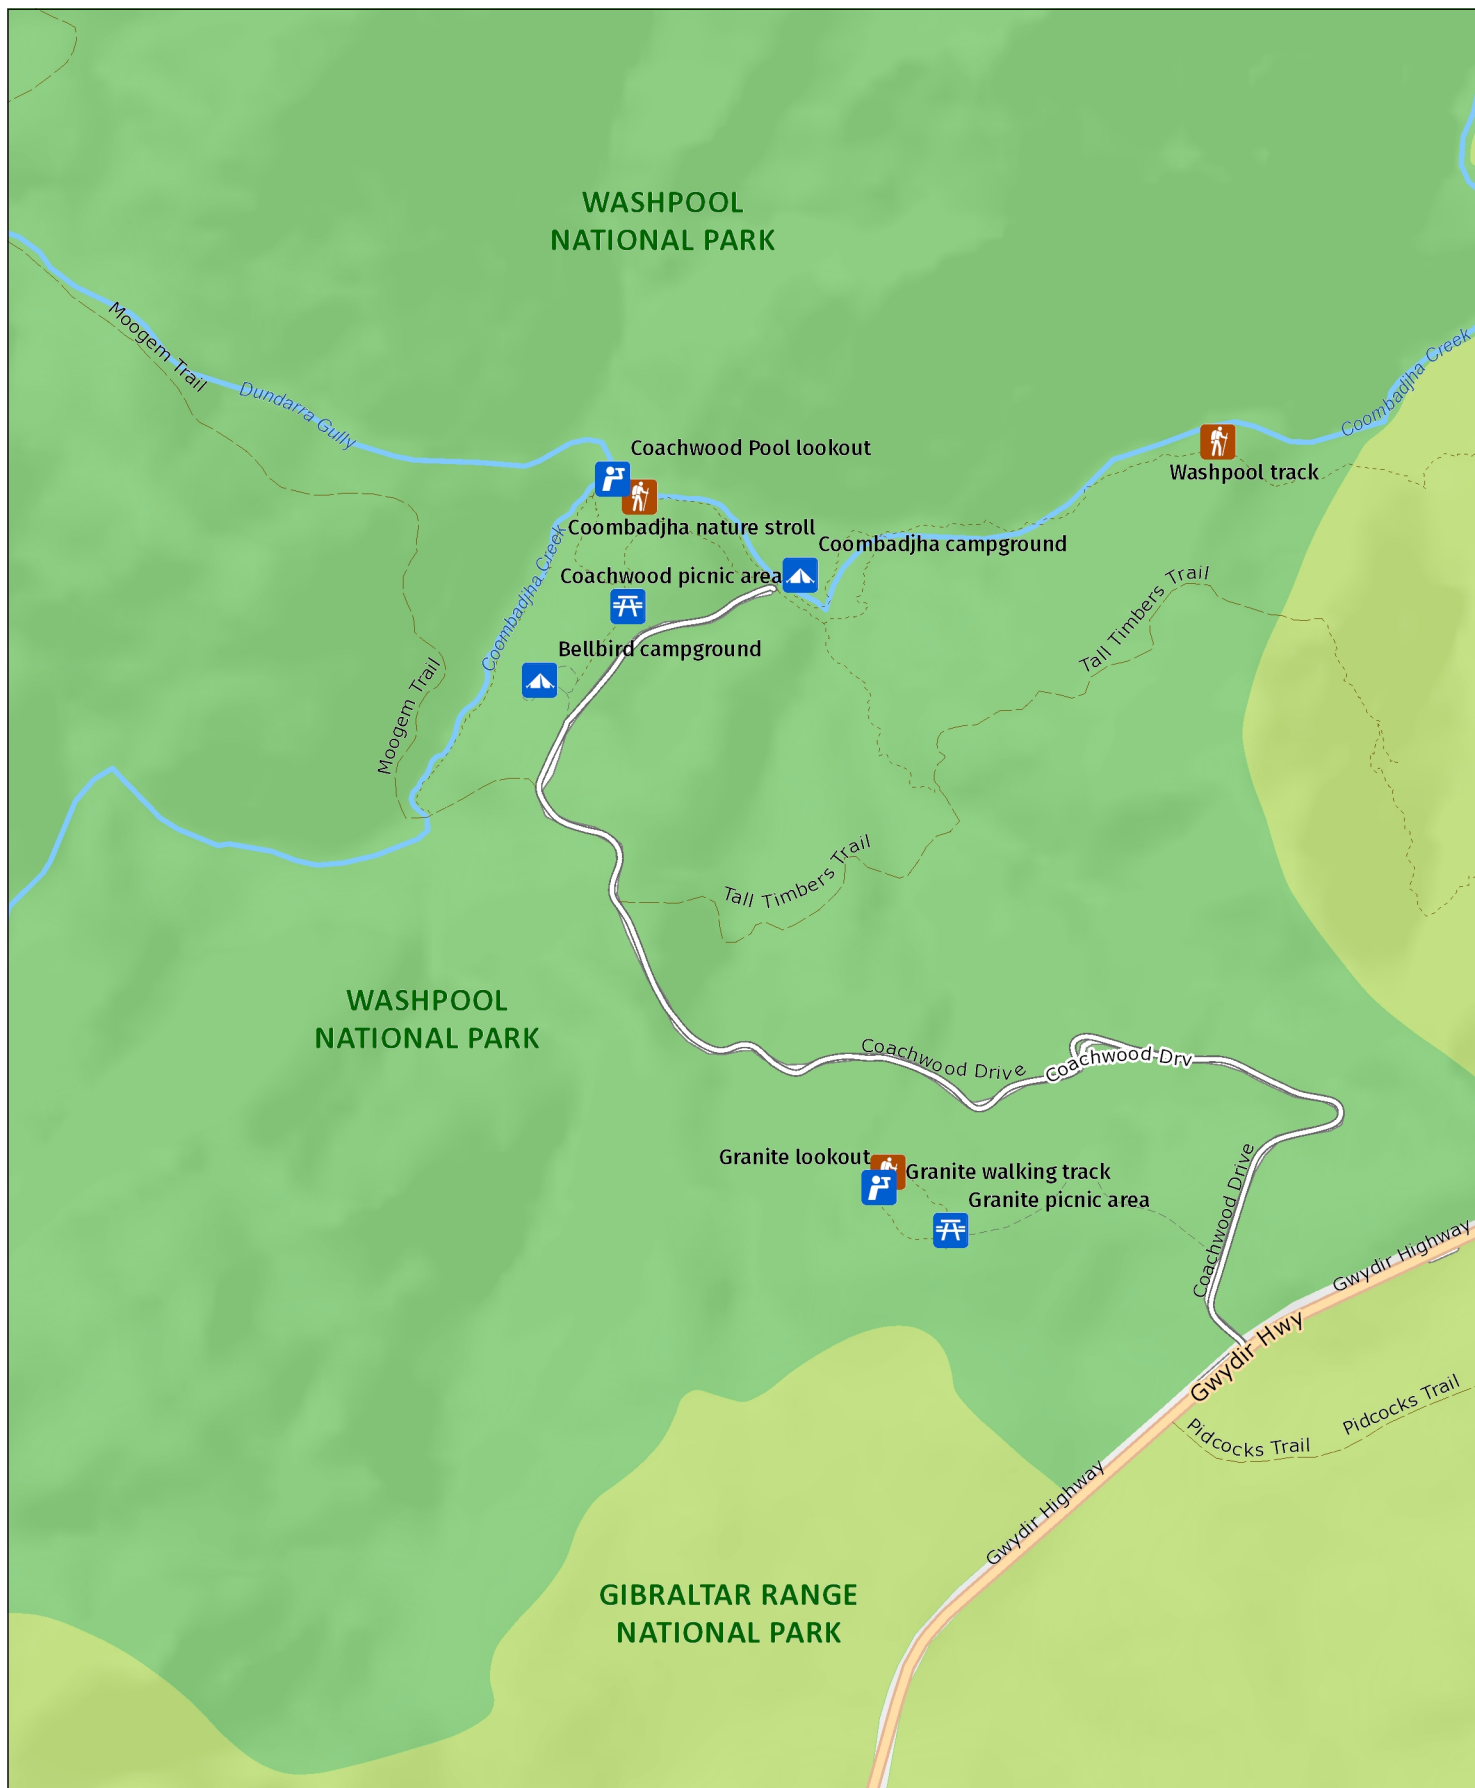 WASHPOOL
NATIONAL PARK
Moogem Trail
Dundarra Gully
Coombadjha Creek
Coachwood Pool lookout
Washpool track
Coombadjha nature stroll
Coombadjha campground
Coombadjha Creek
Coachwood picnic area
Tall Timbers Trail
Bellbird campground
Moogem Trail
Tall Timbers Trail
WASHPOOL
NATIONAL PARK
Coachwood Drive
Coachwood Drv
Granite lookout
Granite walking track
Granite picnic area
Coachwood Drive
Gwydir Highway
Gwydir Hwy
Pidcocks Trail
Pidcocks Trail
Gwydir Highway
GIBRALTAR RANGE
NATIONAL PARK